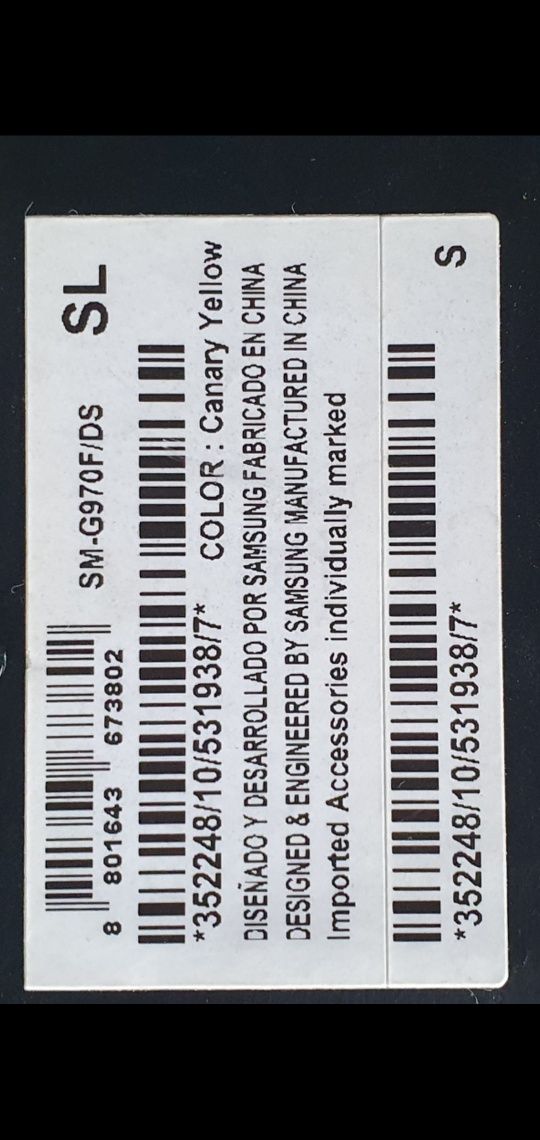 8 801643 673802
SM-G970F/DS
SL
*352248/10/531938/7*
COLOR : Canary Yellow
DISEÑADO Y DESARROLLADO POR SAMSUNG FABRICADO EN CHINA
DESIGNED & ENGINEERED BY SAMSUNG MANUFACTURED IN CHINA
Imported Accessories individually marked
*352248/10/531938/7*
S